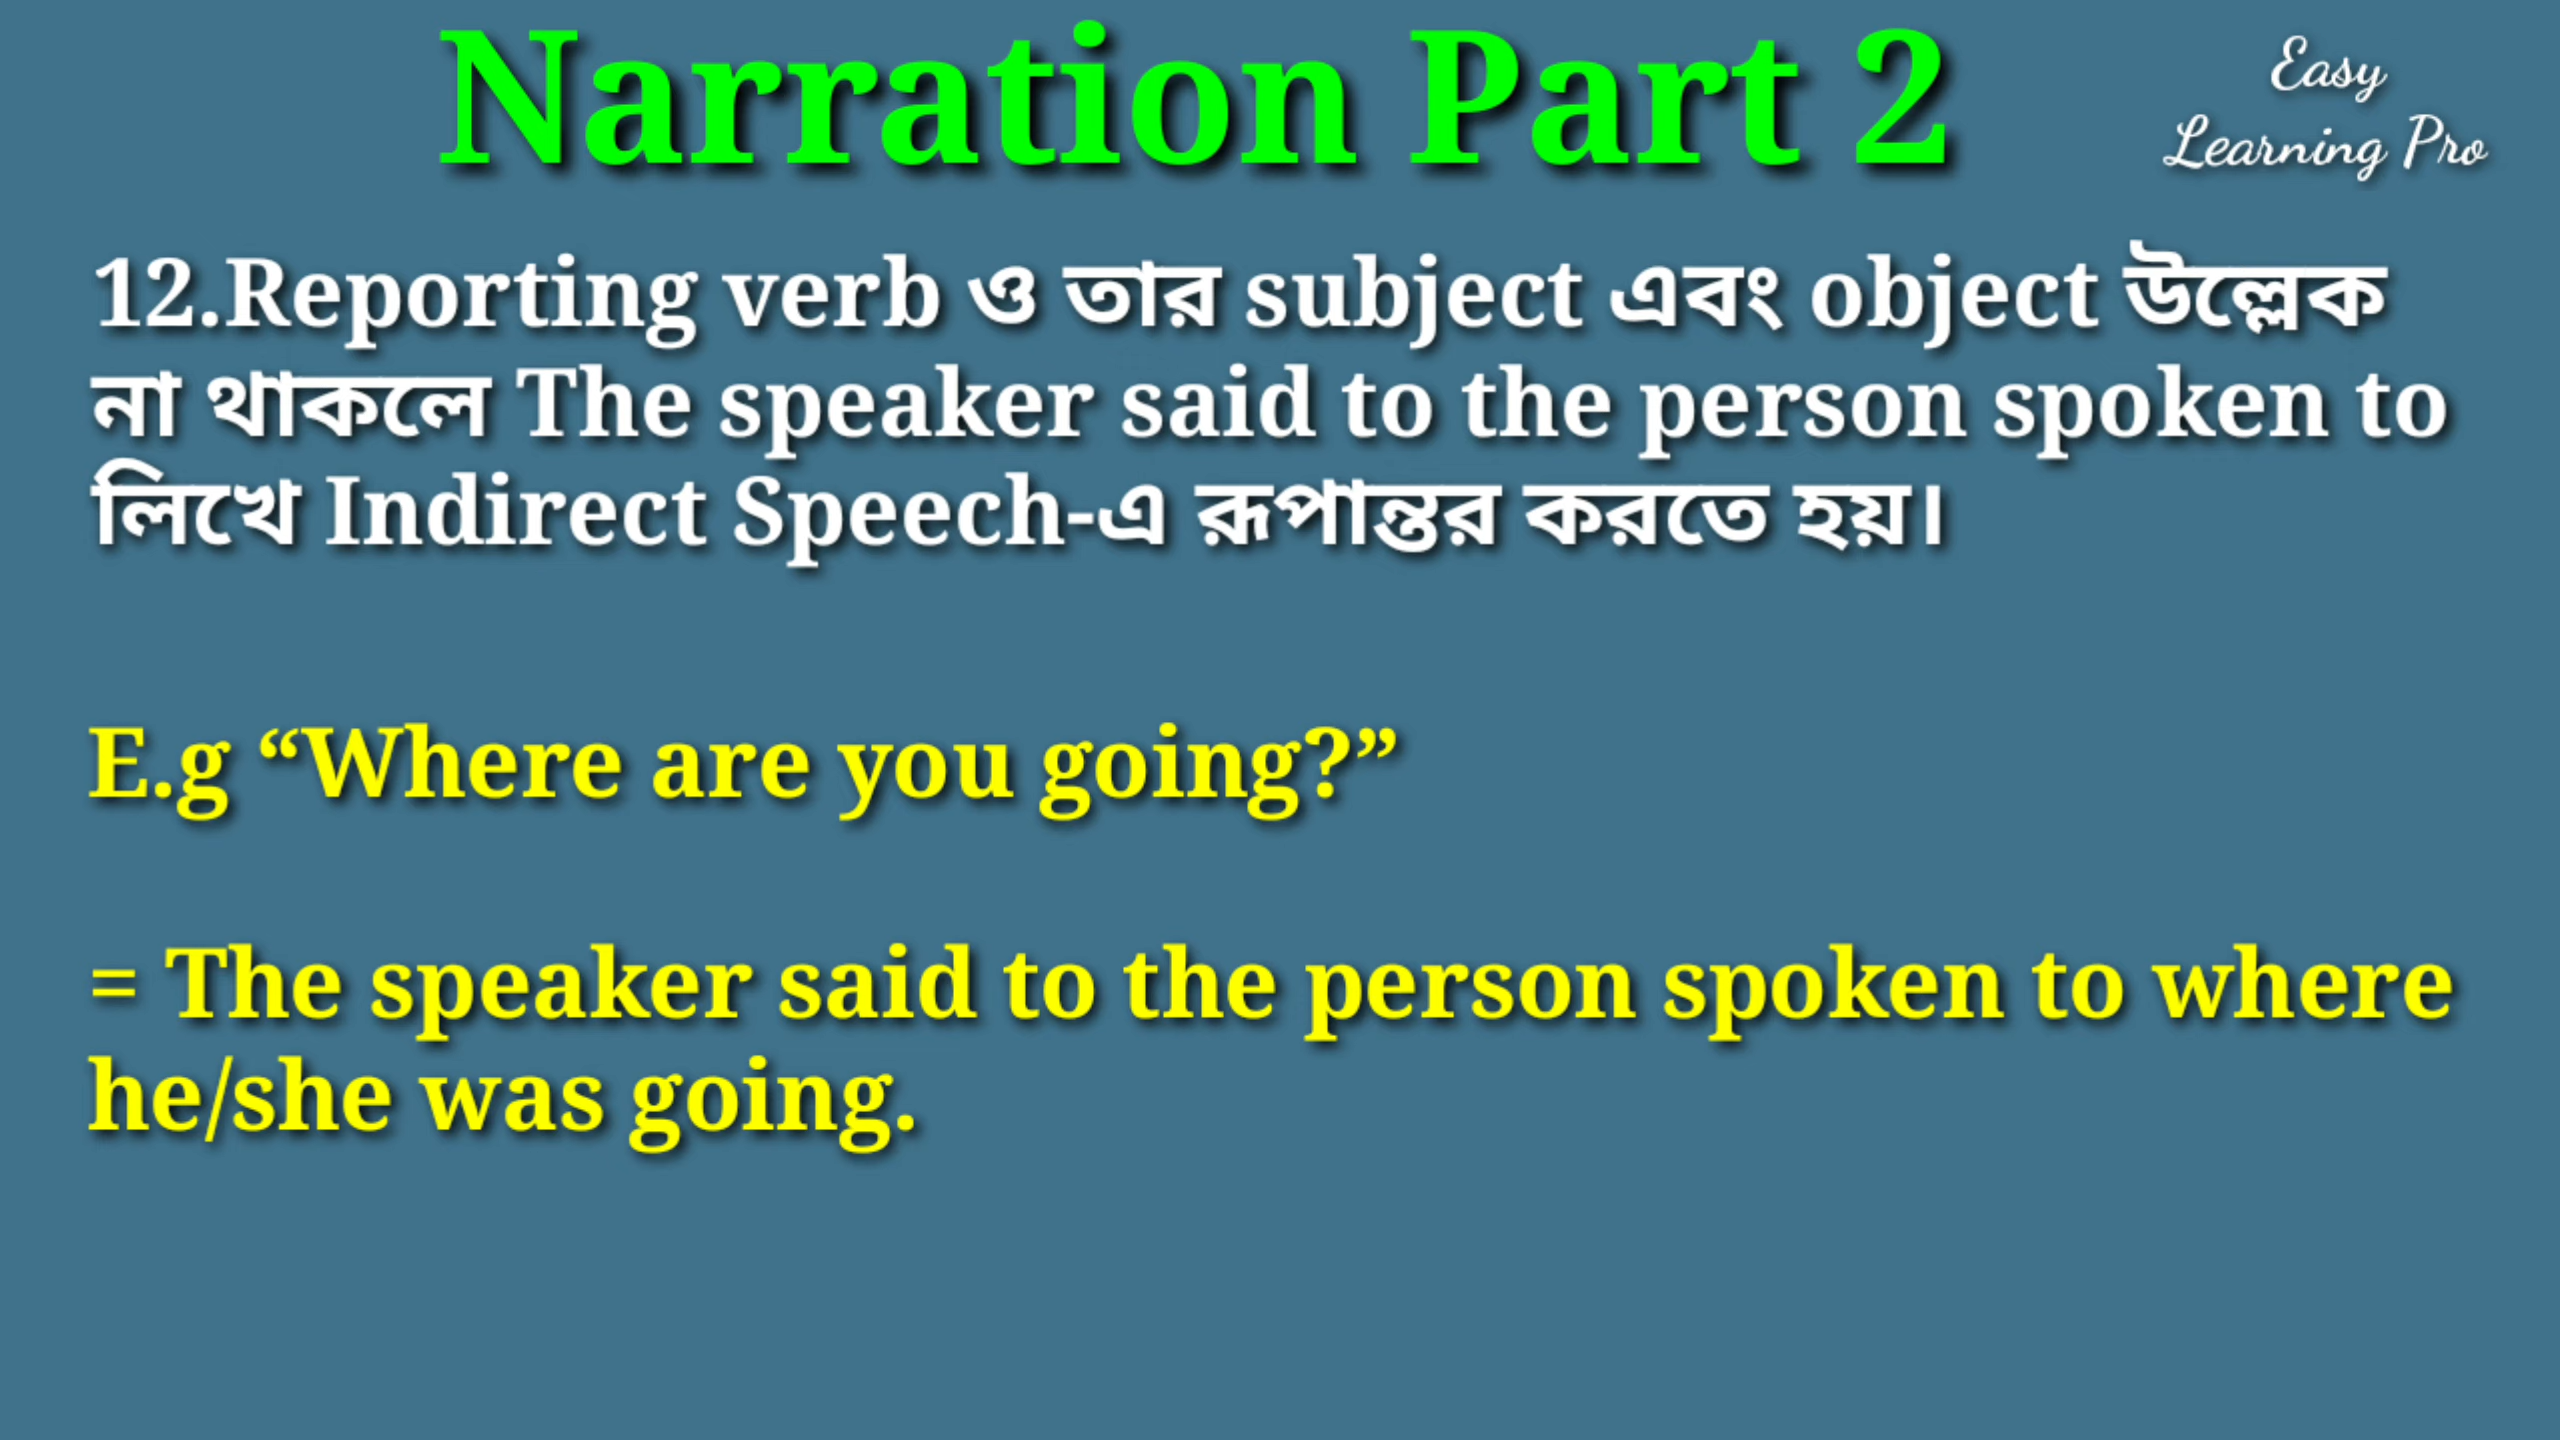 Narration Part 2
Easy
Learning Pro
12.Reporting verb ও তার subject এবং object উল্লেক
না থাকলে The speaker said to the person spoken to
লিখে Indirect Speech-এ রূপান্তর করতে হয়।
E.g “Where are you going?”
= The speaker said to the person spoken to where
he/she was going.